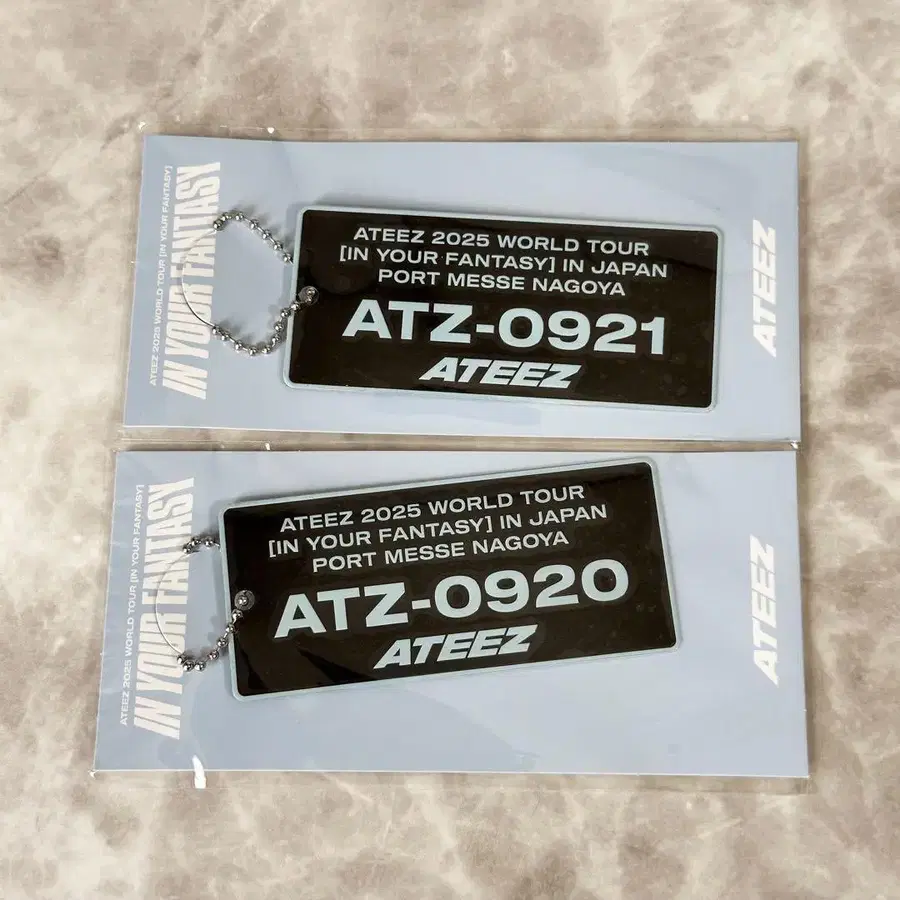 ATEEZ 2025 WORLD TOUR [IN YOUR FANTASY]
IN YOUR FANTASY
ATEEZ 2025 WORLD TOUR
[IN YOUR FANTASY] IN JAPAN
PORT MESSE NAGOYA
ATZ-0921
ATEEZ
ATEEZ
ATEEZ 2025 WORLD TOUR [IN YOUR FANTASY]
IN YOUR FANTASY
ATEEZ 2025 WORLD TOUR
[IN YOUR FANTASY] IN JAPAN
PORT MESSE NAGOYA
ATZ-0920
ATEEZ
ATEEZ